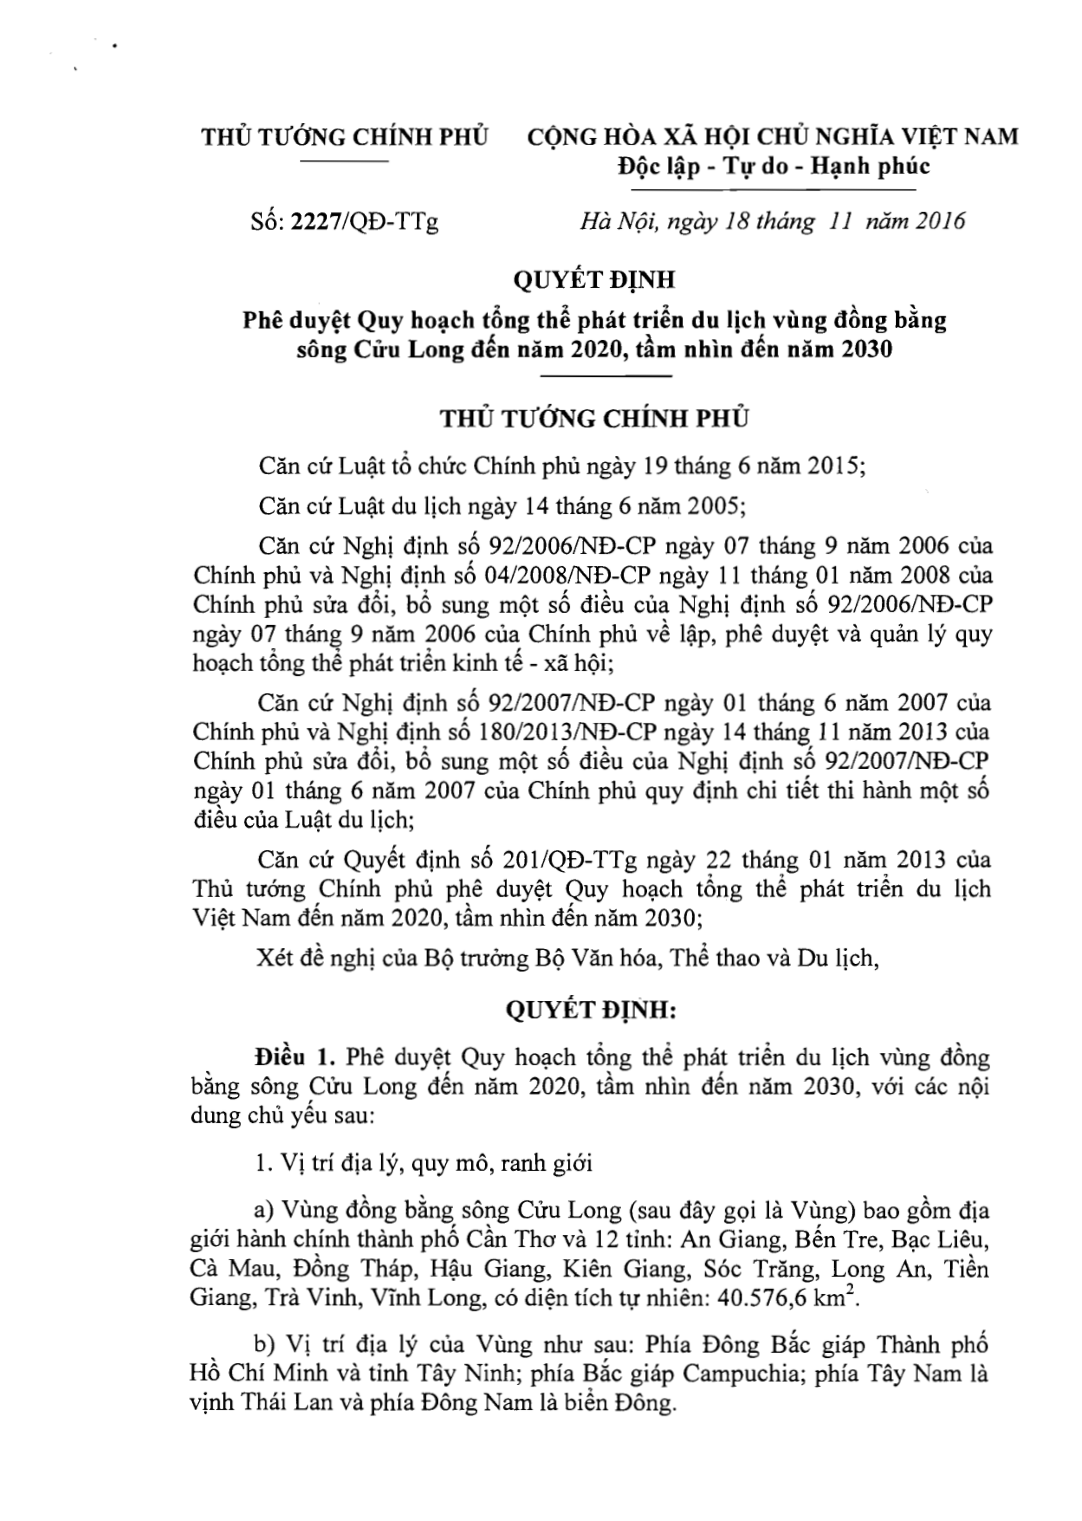 THỦ TƯỚNG CHÍNH PHỦ
CỘNG HÒA XÃ HỘI CHỦ NGHĨA VIỆT NAM
Độc lập - Tự do - Hạnh phúc
Số: 2227/QĐ-TTg
Hà Nội, ngày 18 tháng 11 năm 2016
QUYẾT ĐỊNH
Phê duyệt Quy hoạch tổng thể phát triển du lịch vùng đồng bằng
sông Cửu Long đến năm 2020, tầm nhìn đến năm 2030
THỦ TƯỚNG CHÍNH PHỦ
Căn cứ Luật tổ chức Chính phủ ngày 19 tháng 6 năm 2015;
Căn cứ Luật du lịch ngày 14 tháng 6 năm 2005;
Căn cứ Nghị định số 92/2006/NĐ-CP ngày 07 tháng 9 năm 2006 của
Chính phủ và Nghị định số 04/2008/NĐ-CP ngày 11 tháng 01 năm 2008 của
Chính phủ sửa đổi, bổ sung một số điều của Nghị định số 92/2006/NĐ-CP
ngày 07 tháng 9 năm 2006 của Chính phủ về lập, phê duyệt và quản lý quy
hoạch tổng thể phát triển kinh tế - xã hội;
Căn cứ Nghị định số 92/2007/NĐ-CP ngày 01 tháng 6 năm 2007 của
Chính phủ và Nghị định số 180/2013/NĐ-CP ngày 14 tháng 11 năm 2013 của
Chính phủ sửa đổi, bổ sung một số điều của Nghị định số 92/2007/NĐ-CP
ngày 01 tháng 6 năm 2007 của Chính phủ quy định chi tiết thi hành một số
điều của Luật du lịch;
Căn cứ Quyết định số 201/QĐ-TTg ngày 22 tháng 01 năm 2013 của
Thủ tướng Chính phủ phê duyệt Quy hoạch tổng thể phát triển du lịch
Việt Nam đến năm 2020, tầm nhìn đến năm 2030;
Xét đề nghị của Bộ trưởng Bộ Văn hóa, Thể thao và Du lịch,
QUYẾT ĐỊNH:
Điều 1. Phê duyệt Quy hoạch tổng thể phát triển du lịch vùng đồng
bằng sông Cửu Long đến năm 2020, tầm nhìn đến năm 2030, với các nội
dung chủ yếu sau:
1. Vị trí địa lý, quy mô, ranh giới
a) Vùng đồng bằng sông Cửu Long (sau đây gọi là Vùng) bao gồm địa
giới hành chính thành phố Cần Thơ và 12 tỉnh: An Giang, Bến Tre, Bạc Liêu,
Cà Mau, Đồng Tháp, Hậu Giang, Kiên Giang, Sóc Trăng, Long An, Tiền
Giang, Trà Vinh, Vĩnh Long, có diện tích tự nhiên: 40.576,6 km².
b) Vị trí địa lý của Vùng như sau: Phía Đông Bắc giáp Thành phố
Hồ Chí Minh và tỉnh Tây Ninh; phía Bắc giáp Campuchia; phía Tây Nam là
vịnh Thái Lan và phía Đông Nam là biển Đông.